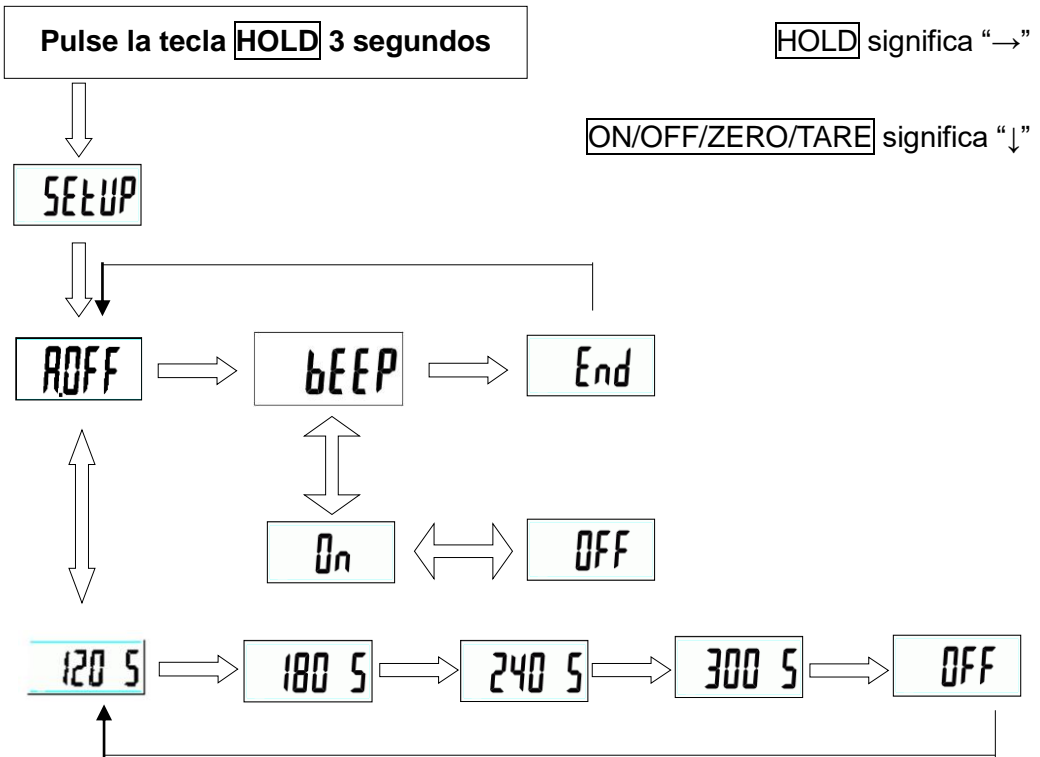 Pulse la tecla HOLD 3 segundos
HOLD significa “→”
ON/OFF/ZERO/TARE significa “↓”
SEtUP
A.OFF
bEEP
End
On
OFF
120 S
180 S
240 S
300 S
OFF